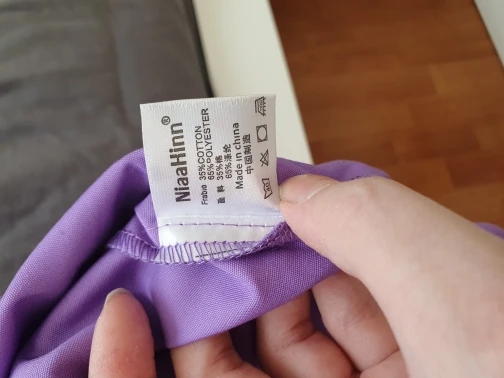 NiaaHinn®
Frabric 35%COTTON
65%POLYESTER
面 料 35%棉
65%涤纶
Made in china
中国制造